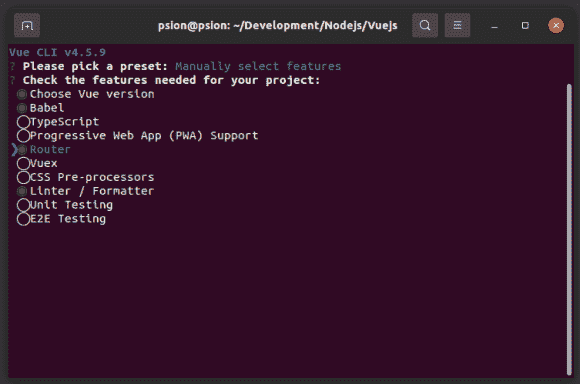 psion@psion: ~/Development/Nodejs/Vuejs
Vue CLI v4.5.9
? Please pick a preset: Manually select features
? Check the features needed for your project:
◉ Choose Vue version
◉ Babel
◯ TypeScript
◯ Progressive Web App (PWA) Support
❯◉ Router
◯ Vuex
◯ CSS Pre-processors
◉ Linter / Formatter
◯ Unit Testing
◯ E2E Testing